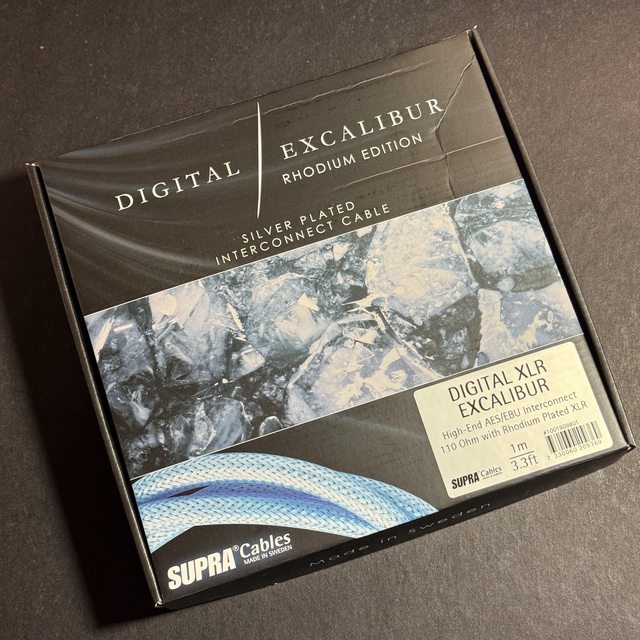 DIGITAL EXCALIBUR
RHODIUM EDITION
SILVER PLATED
INTERCONNECT CABLE
DIGITAL XLR
EXCALIBUR
High-End AES/EBU Interconnect
110 Ohm with Rhodium Plated XLR
1m
3.3ft
#1001909801
SUPRA® Cables
SUPRA® Cables
MADE IN SWEDEN
Made in Sweden